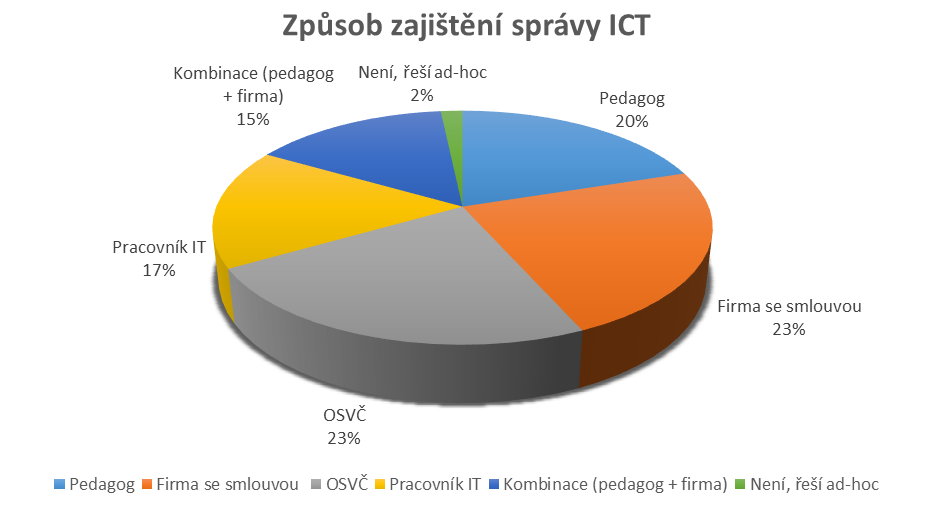 Způsob zajištění správy ICT
Kombinace (pedagog
+ firma)
15%
Není, řeší ad-hoc
2%
Pedagog
20%
Pracovník IT
17%
Firma se smlouvou
23%
OSVČ
23%
Pedagog Firma se smlouvou OSVČ Pracovník IT Kombinace (pedagog + firma) Není, řeší ad-hoc